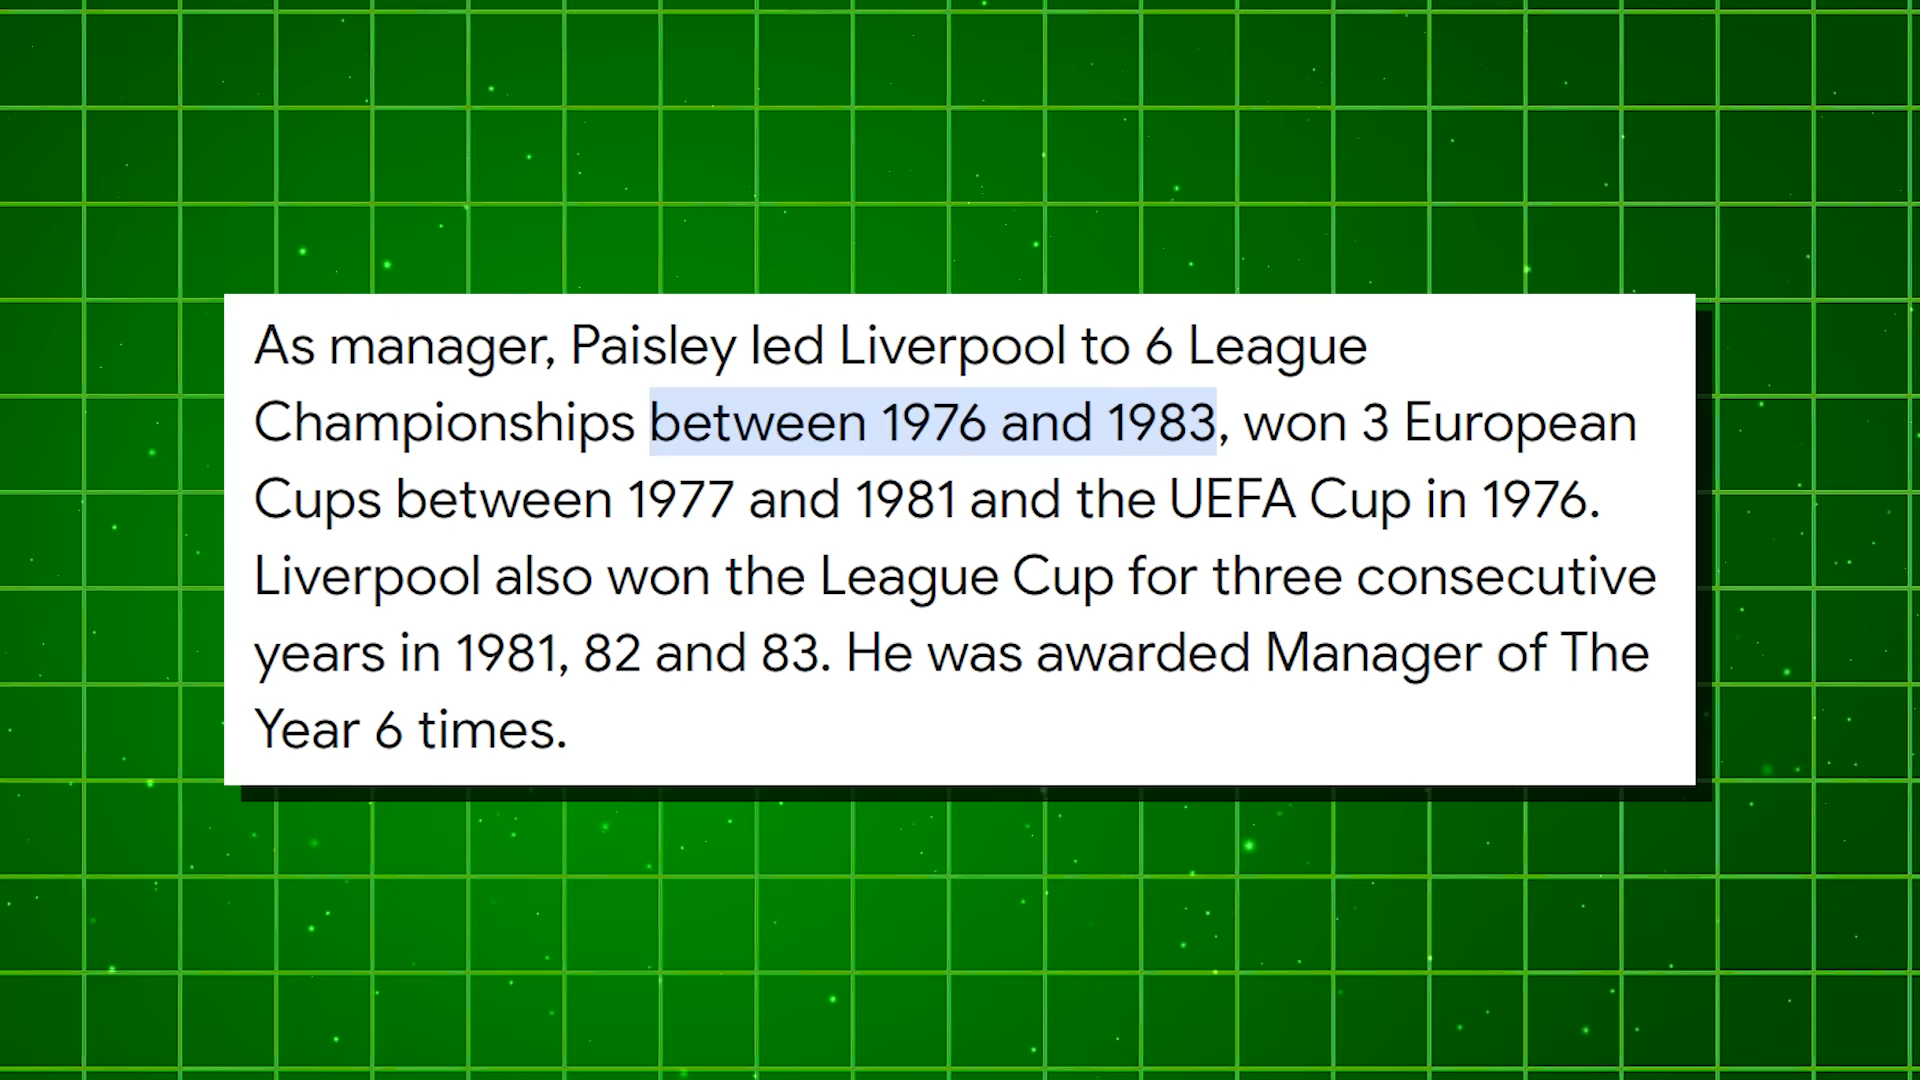 As manager, Paisley led Liverpool to 6 League
Championships between 1976 and 1983, won 3 European
Cups between 1977 and 1981 and the UEFA Cup in 1976.
Liverpool also won the League Cup for three consecutive
years in 1981, 82 and 83. He was awarded Manager of The
Year 6 times.